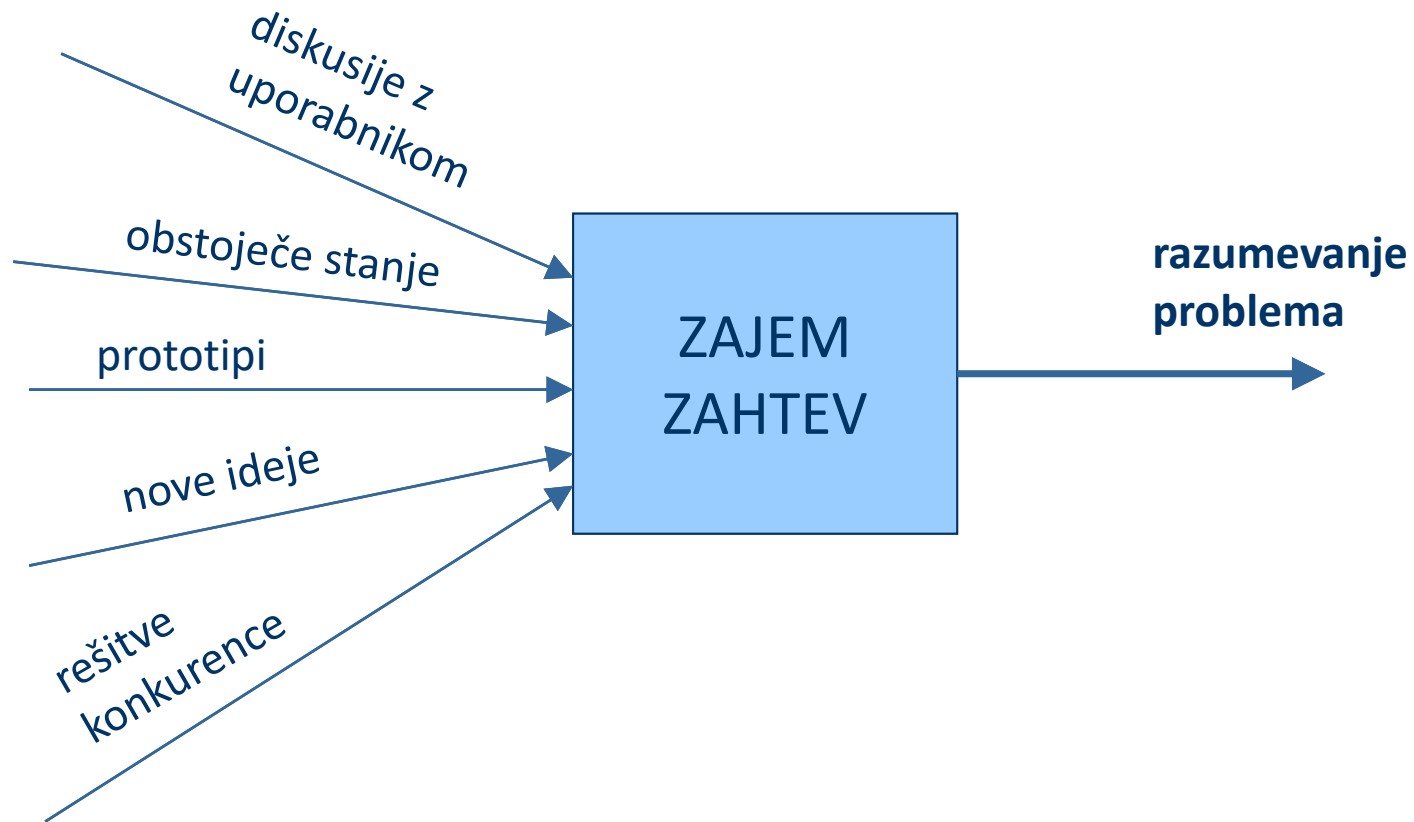 diskusije z
uporabnikom
obstoječe stanje
prototipi
nove ideje
rešitve
konkurence
ZAJEM
ZAHTEV
razumevanje
problema